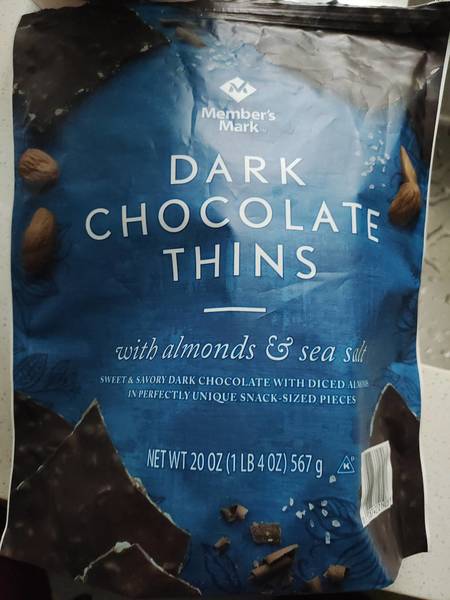 Member's
Mark
DARK
CHOCOLATE
THINS
with almonds & sea salt
SWEET & SAVORY DARK CHOCOLATE WITH DICED ALMONDS
IN PERFECTLY UNIQUE SNACK-SIZED PIECES
NET WT 20 OZ (1 LB 4 OZ) 567 g
K